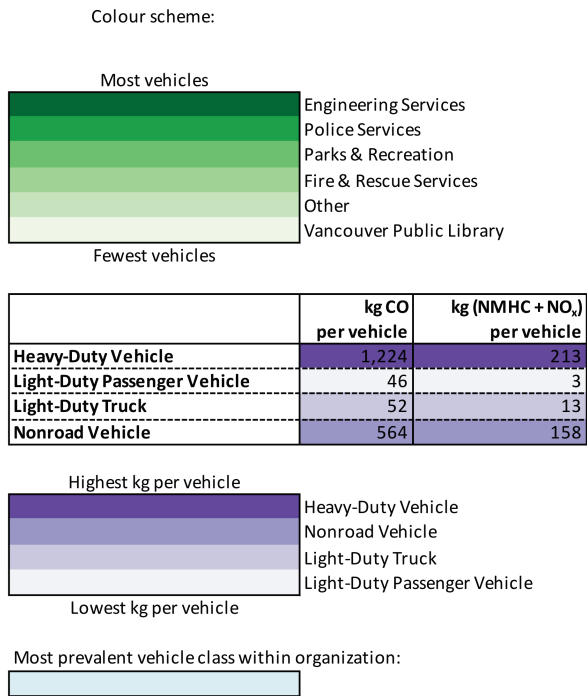 Colour scheme:
Most vehicles
Engineering Services
Police Services
Parks & Recreation
Fire & Rescue Services
Other
Vancouver Public Library
Fewest vehicles
kg CO per vehicle kg (NMHC + NOₓ) per vehicle
Heavy-Duty Vehicle 1,224 213
Light-Duty Passenger Vehicle 46 3
Light-Duty Truck 52 13
Nonroad Vehicle 564 158
Highest kg per vehicle
Heavy-Duty Vehicle
Nonroad Vehicle
Light-Duty Truck
Light-Duty Passenger Vehicle
Lowest kg per vehicle
Most prevalent vehicle class within organization: